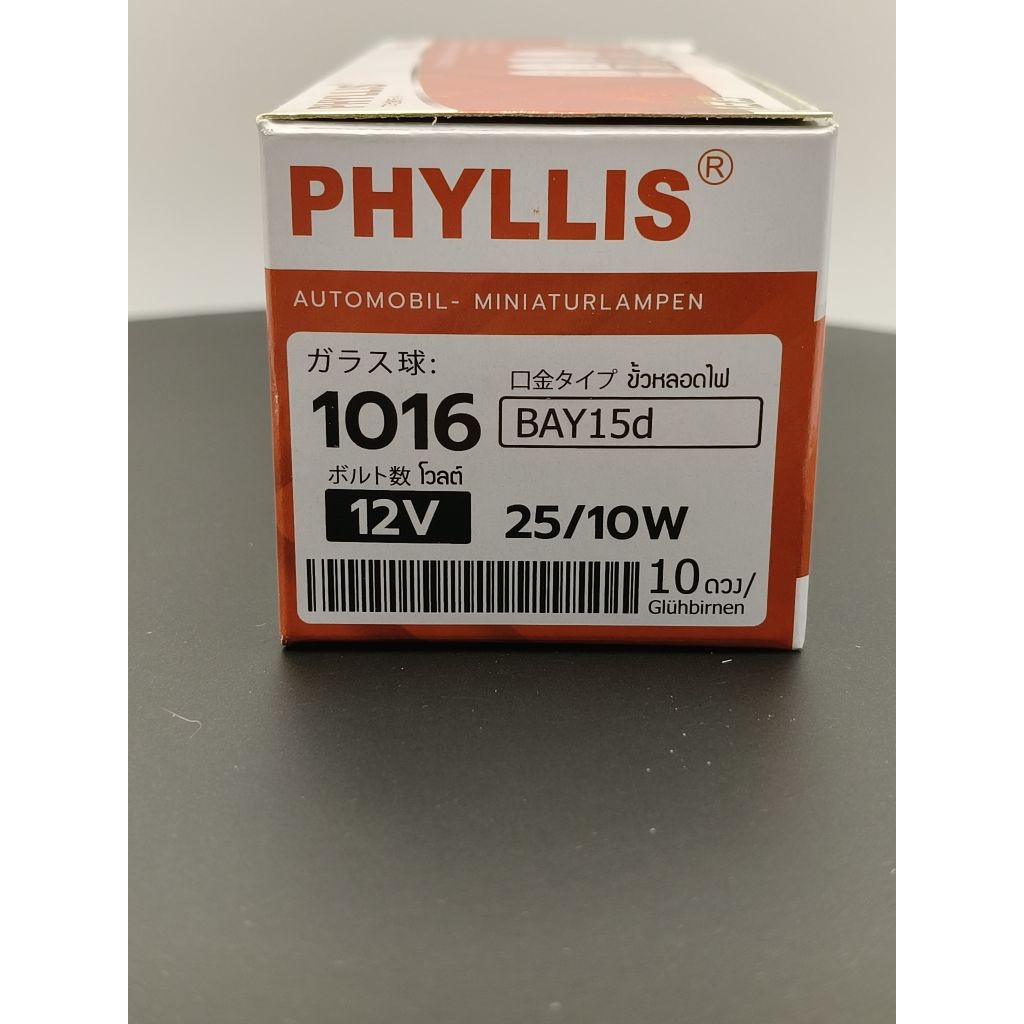 PHYLLIS
PHYLLIS®
AUTOMOBIL- MINIATURLAMPEN
ガラス球:
1016
口金タイプ ขั้วหลอดไฟ
BAY15d
ボルト数 โวลต์
12V 25/10W
10 ดวง/
Glühbirnen